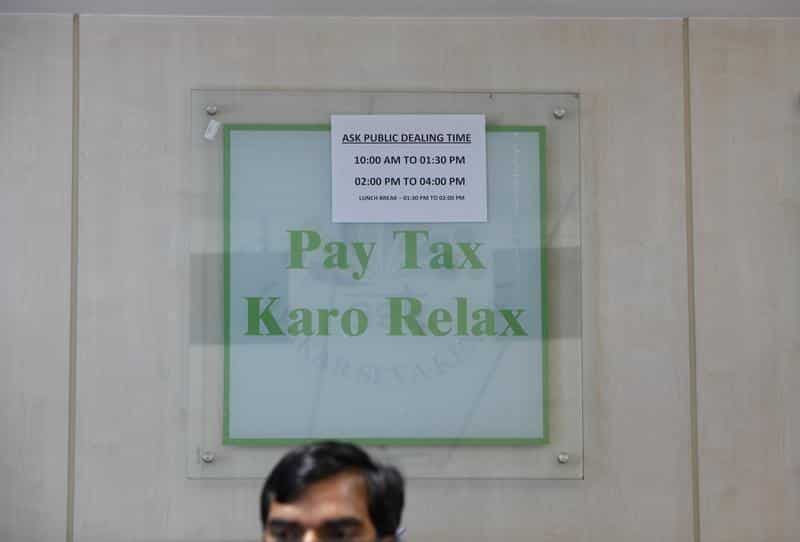 ASK PUBLIC DEALING TIME
10:00 AM TO 01:30 PM
02:00 PM TO 04:00 PM
LUNCH BREAK – 01:30 PM TO 02:00 PM
Pay Tax
Karo Relax